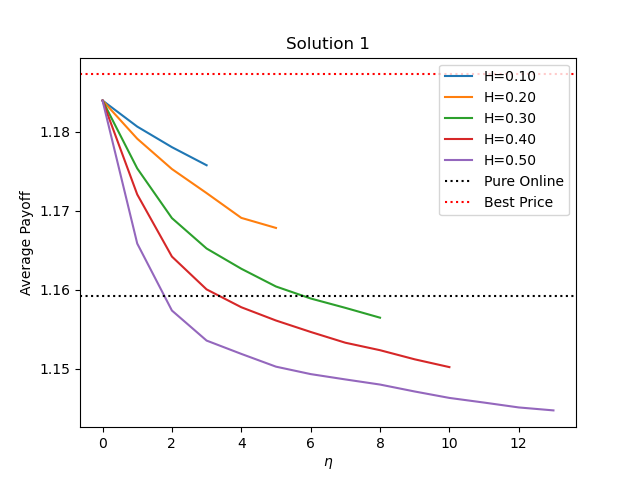 Solution 1
H=0.10
H=0.20
H=0.30
H=0.40
H=0.50
Pure Online
Best Price
1.18
1.17
1.16
1.15
Average Payoff
0
2
4
6
8
10
12
η